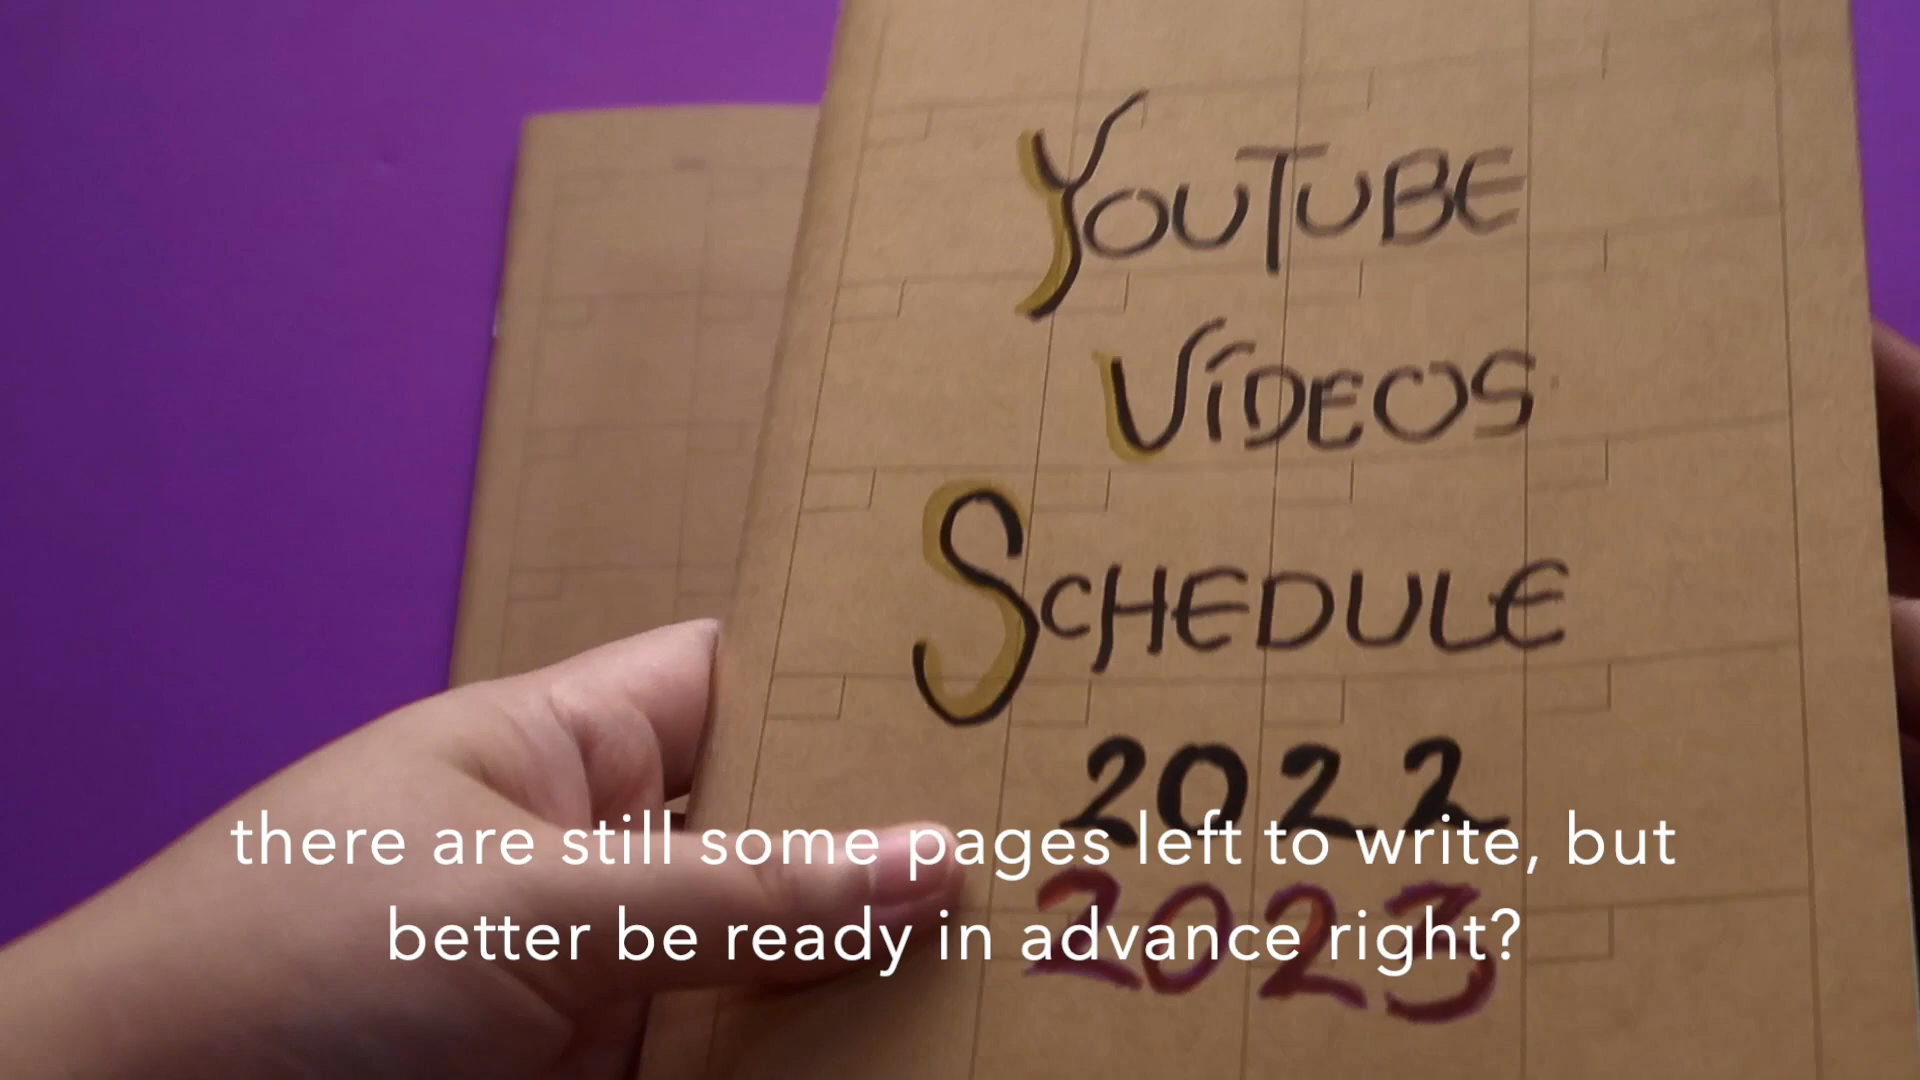 YOUTUBE
VIDEOS
SCHEDULE
2022
2023
there are still some pages left to write, but
better be ready in advance right?